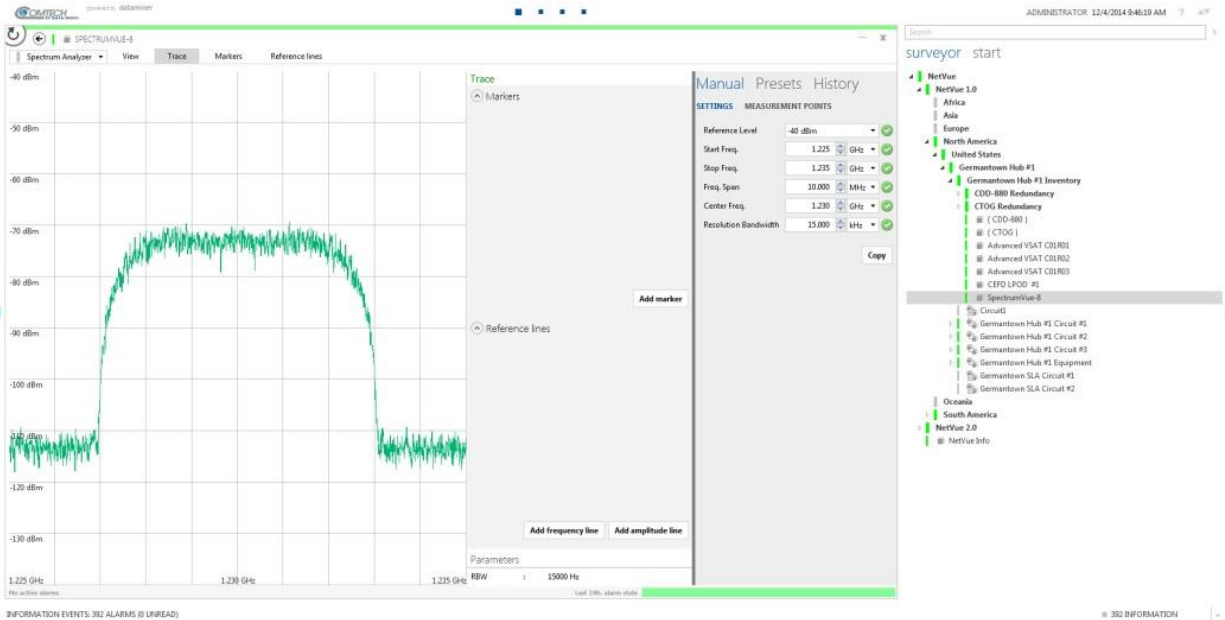 COMTECH powered by dataminer
ADMINISTRATOR 12/4/2014 9:46:19 AM ?
SPECTRUMVUE-8 ... X
Spectrum Analyzer View Trace Markers Reference lines
-40 dBm
-50 dBm
-60 dBm
-70 dBm
-80 dBm
-90 dBm
-100 dBm
-110 dBm
-120 dBm
-130 dBm
1.225 GHz 1.230 GHz 1.235 GHz
No active alarms
Trace
Markers
Add marker
Reference lines
Add frequency line Add amplitude line
Parameters
RBW : 15000 Hz
Last 24h. alarm state
Manual Presets History
SETTINGS MEASUREMENT POINTS
Reference Level -40 dBm
Start Freq. 1.225 GHz
Stop Freq. 1.235 GHz
Freq. Span 10.000 MHz
Center Freq. 1.230 GHz
Resolution Bandwidth 15.000 kHz
Copy
Search
surveyor start
NetVue
NetVue 1.0
Africa
Asia
Europe
North America
United States
Germantown Hub #1
Germantown Hub #1 Inventory
CDD-880 Redundancy
CTOG Redundancy
( CDD-880 )
( CTOG )
Advanced VSAT C01R01
Advanced VSAT C01R02
Advanced VSAT C01R03
CEFD LPOD #1
SpectrumVue-8
Circuit1
Germantown Hub #1 Circuit #1
Germantown Hub #1 Circuit #2
Germantown Hub #1 Circuit #3
Germantown Hub #1 Equipment
Germantown SLA Circuit #1
Germantown SLA Circuit #2
Oceania
South America
NetVue 2.0
NetVue Info
INFORMATION EVENTS: 392 ALARMS (0 UNREAD)
392 INFORMATION